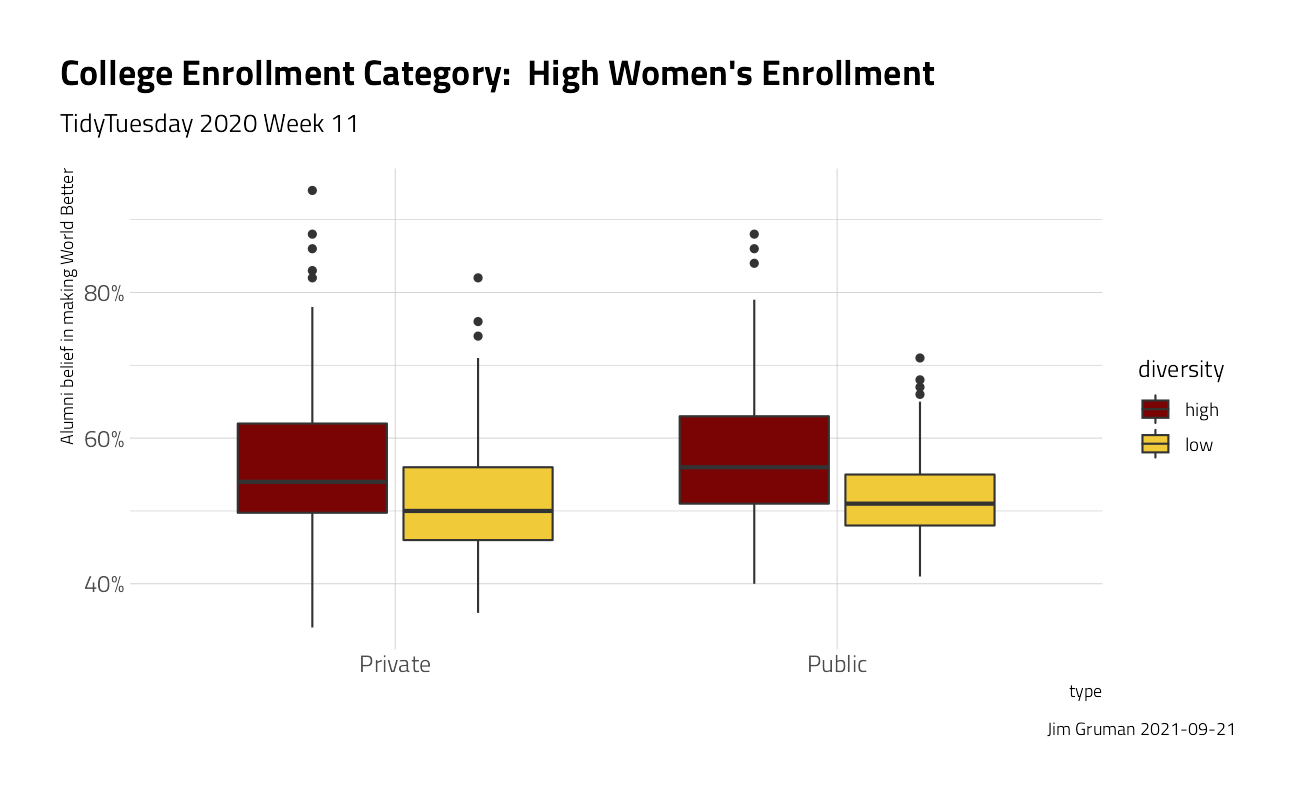 College Enrollment Category:  High Women's Enrollment
TidyTuesday 2020 Week 11
Alumni belief in making World Better
80%
60%
40%
Private
Public
type
diversity
high
low
Jim Gruman 2021-09-21